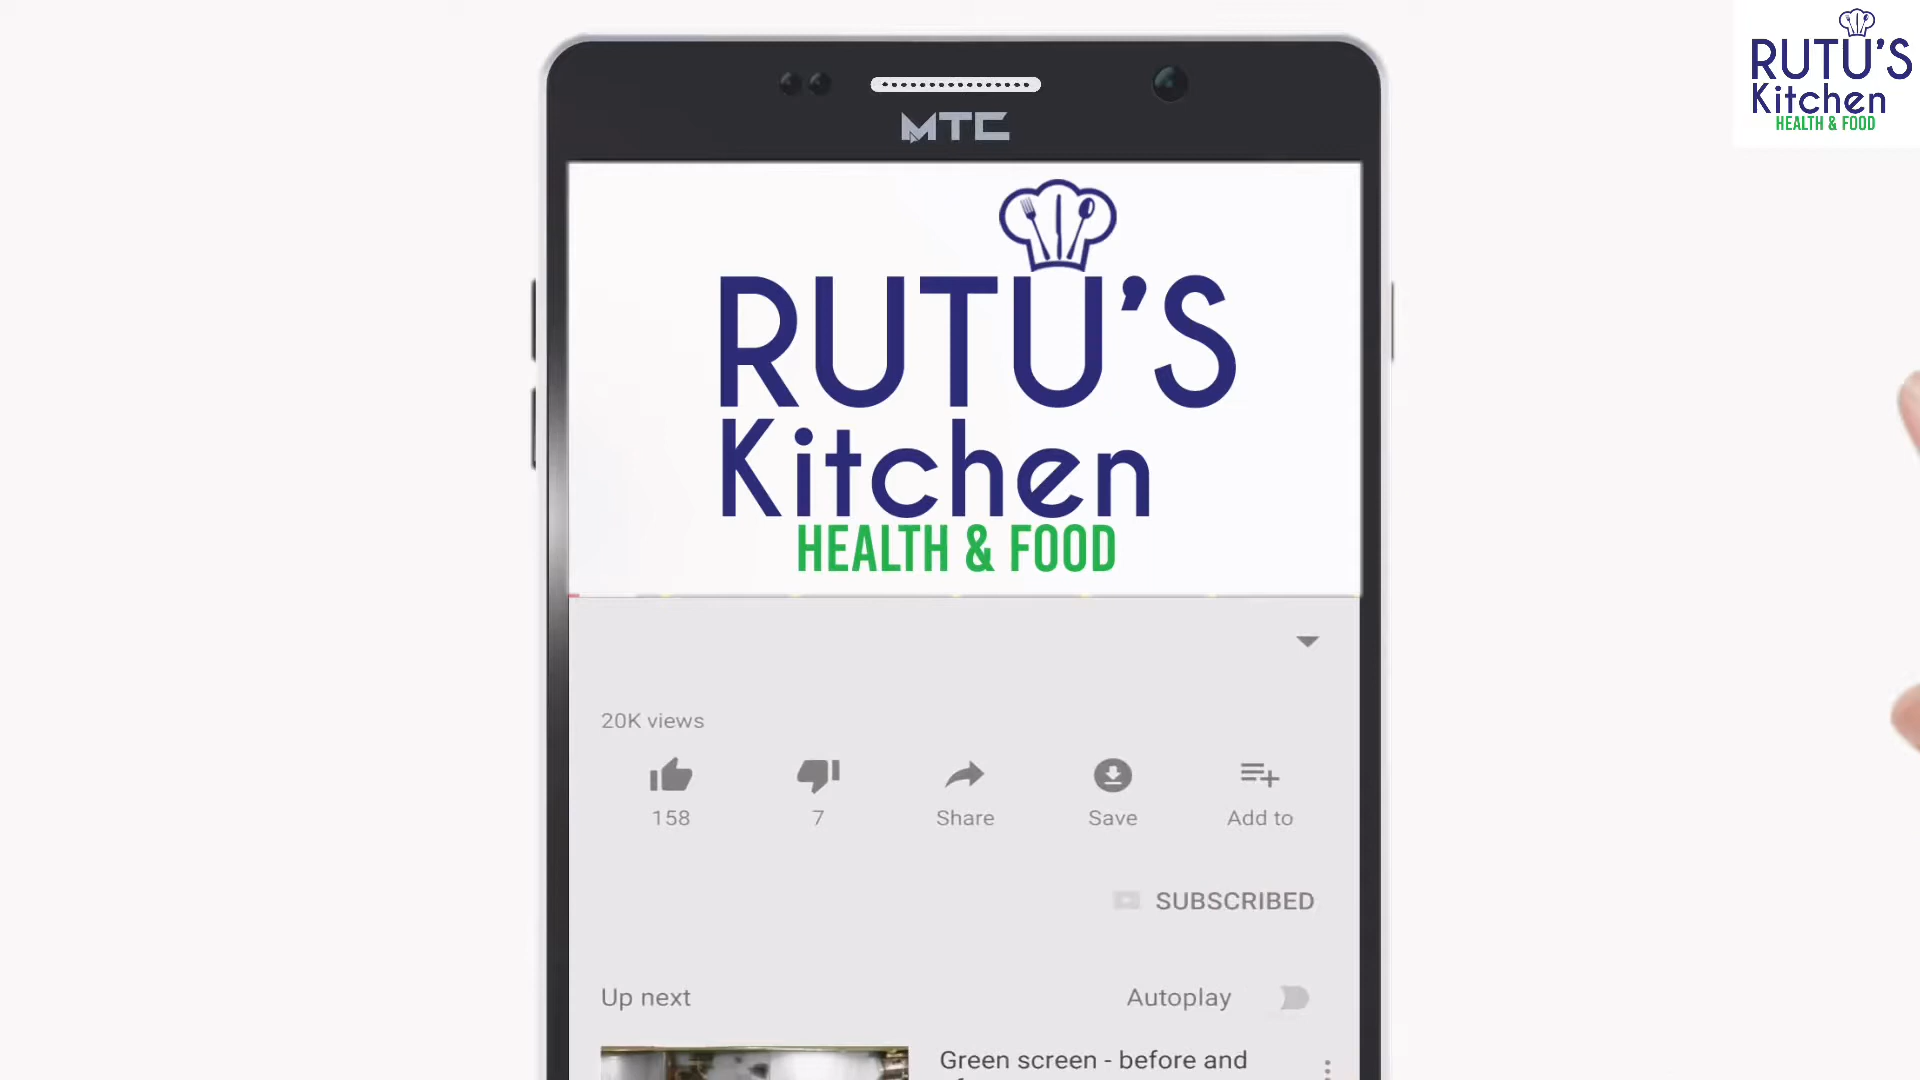 MTC
RUTU'S
Kitchen
HEALTH & FOOD
RUTU'S
Kitchen
HEALTH & FOOD
20K views
158
7
Share
Save
Add to
SUBSCRIBED
Up next
Autoplay
Green screen - before and